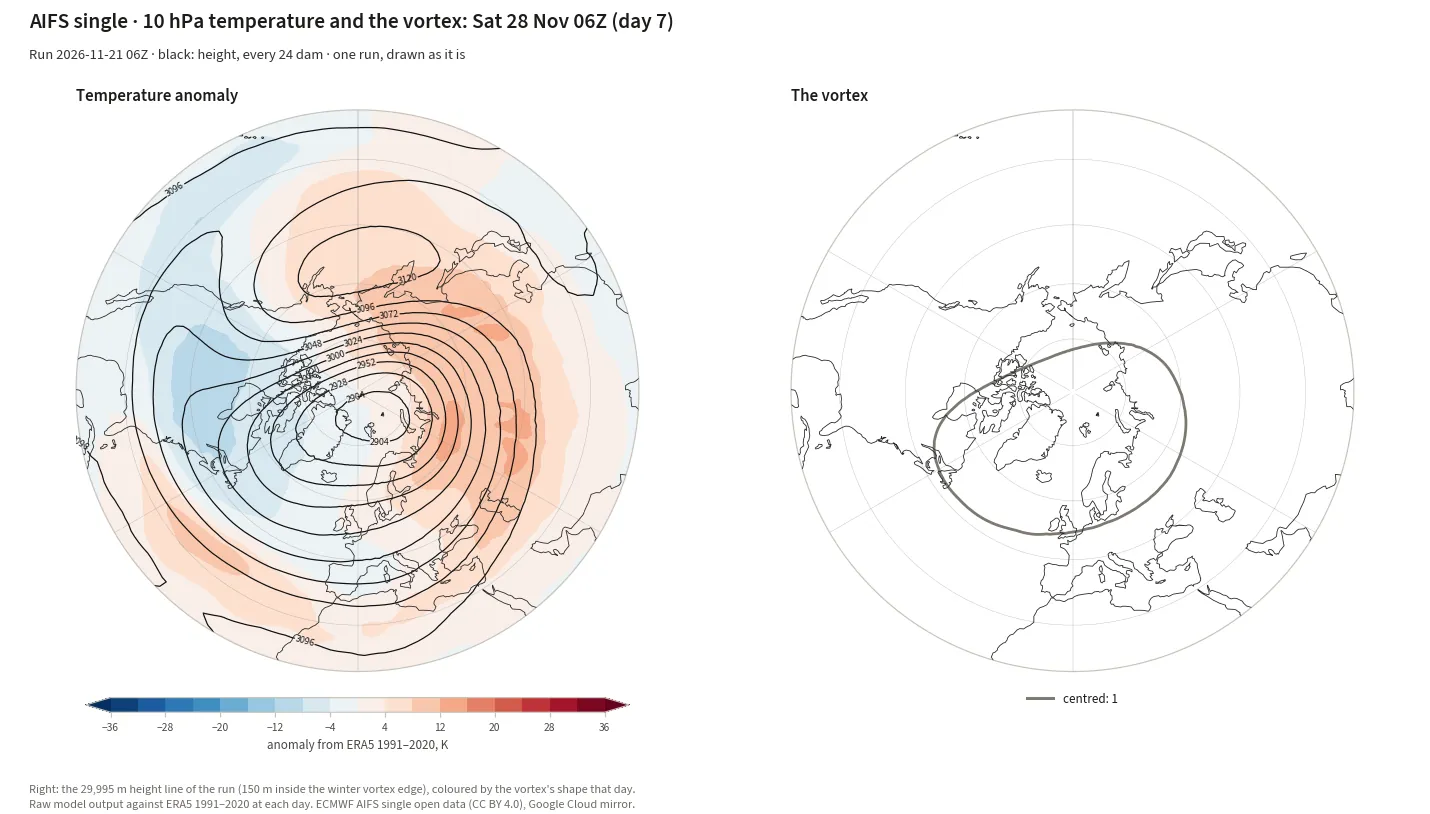 AIFS single · 10 hPa temperature and the vortex: Sat 28 Nov 06Z (day 7)
Run 2026-11-21 06Z · black: height, every 24 dam · one run, drawn as it is
Temperature anomaly
The vortex
3096
3120
3096
3072
3048
3024
3000
2952
2928
2904
2904
3096
−36
−28
−20
−12
−4
4
12
20
28
36
anomaly from ERA5 1991–2020, K
centred: 1
Right: the 29,995 m height line of the run (150 m inside the winter vortex edge), coloured by the vortex's shape that day.
Raw model output against ERA5 1991–2020 at each day. ECMWF AIFS single open data (CC BY 4.0), Google Cloud mirror.